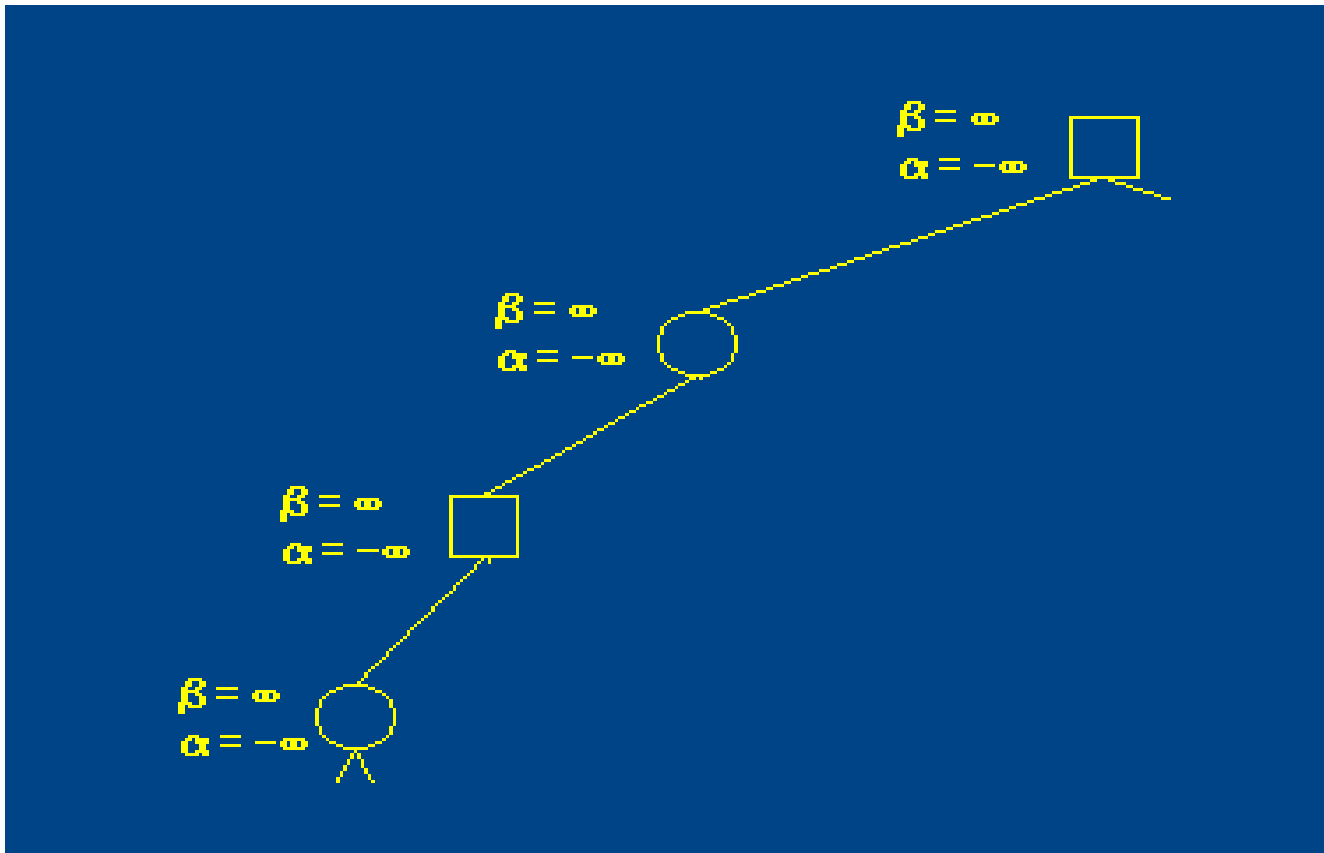 β = ∞
α = −∞
β = ∞
α = −∞
β = ∞
α = −∞
β = ∞
α = −∞